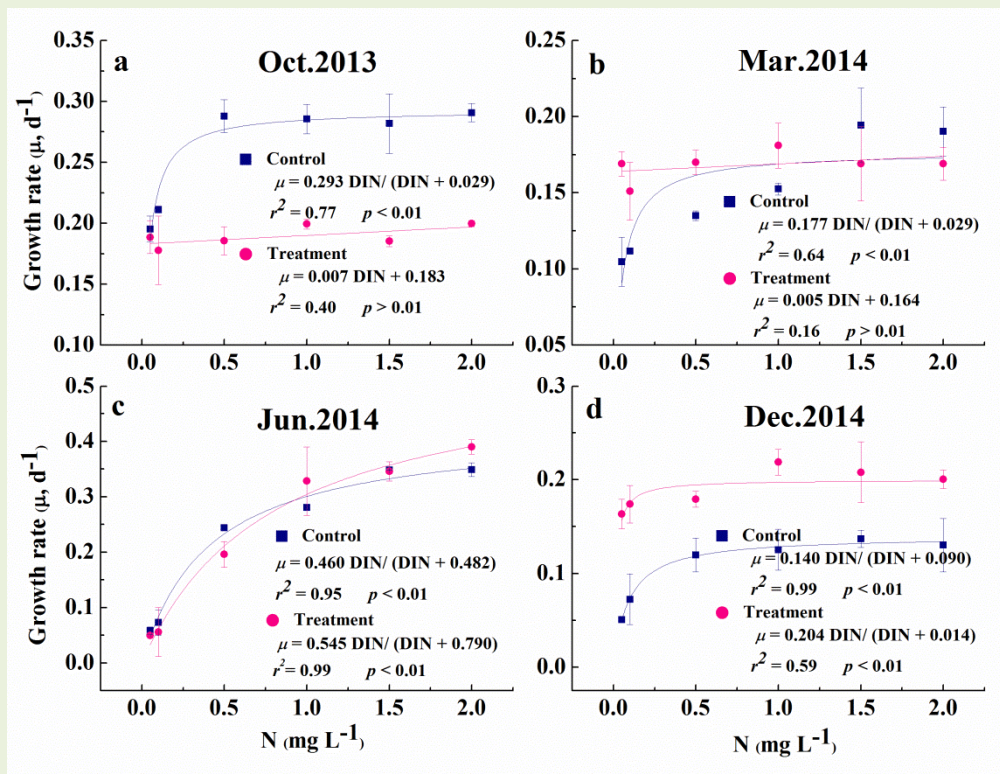 a
Oct.2013
Growth rate (μ, d-1)
0.35
0.30
0.25
0.20
0.15
0.10
Control
μ = 0.293 DIN/ (DIN + 0.029)
r2 = 0.77 p < 0.01
Treatment
μ = 0.007 DIN + 0.183
r2 = 0.40 p > 0.01
0.0 0.5 1.0 1.5 2.0
b
Mar.2014
0.25
0.20
0.15
0.10
0.05
Control
μ = 0.177 DIN/ (DIN + 0.029)
r2 = 0.64 p < 0.01
Treatment
μ = 0.005 DIN + 0.164
r2 = 0.16 p > 0.01
0.0 0.5 1.0 1.5 2.0
c
Jun.2014
Growth rate (μ, d-1)
0.5
0.4
0.3
0.2
0.1
0.0
Control
μ = 0.460 DIN/ (DIN + 0.482)
r2 = 0.95 p < 0.01
Treatment
μ = 0.545 DIN/ (DIN + 0.790)
r2 = 0.99 p < 0.01
0.0 0.5 1.0 1.5 2.0
N (mg L-1)
d
Dec.2014
0.3
0.2
0.1
0.0
Control
μ = 0.140 DIN/ (DIN + 0.090)
r2 = 0.99 p < 0.01
Treatment
μ = 0.204 DIN/ (DIN + 0.014)
r2 = 0.59 p < 0.01
0.0 0.5 1.0 1.5 2.0
N (mg L-1)